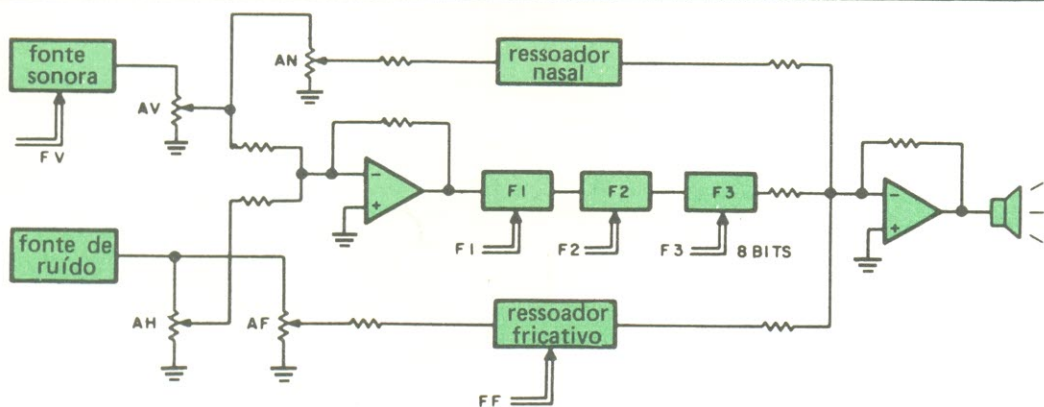 fonte
sonora
FV
AV
AN
ressoador
nasal
F1
F2
F3
F1
F2
F3
8 BITS
fonte de
ruído
AH
AF
ressoador
fricativo
FF
-
+
-
+